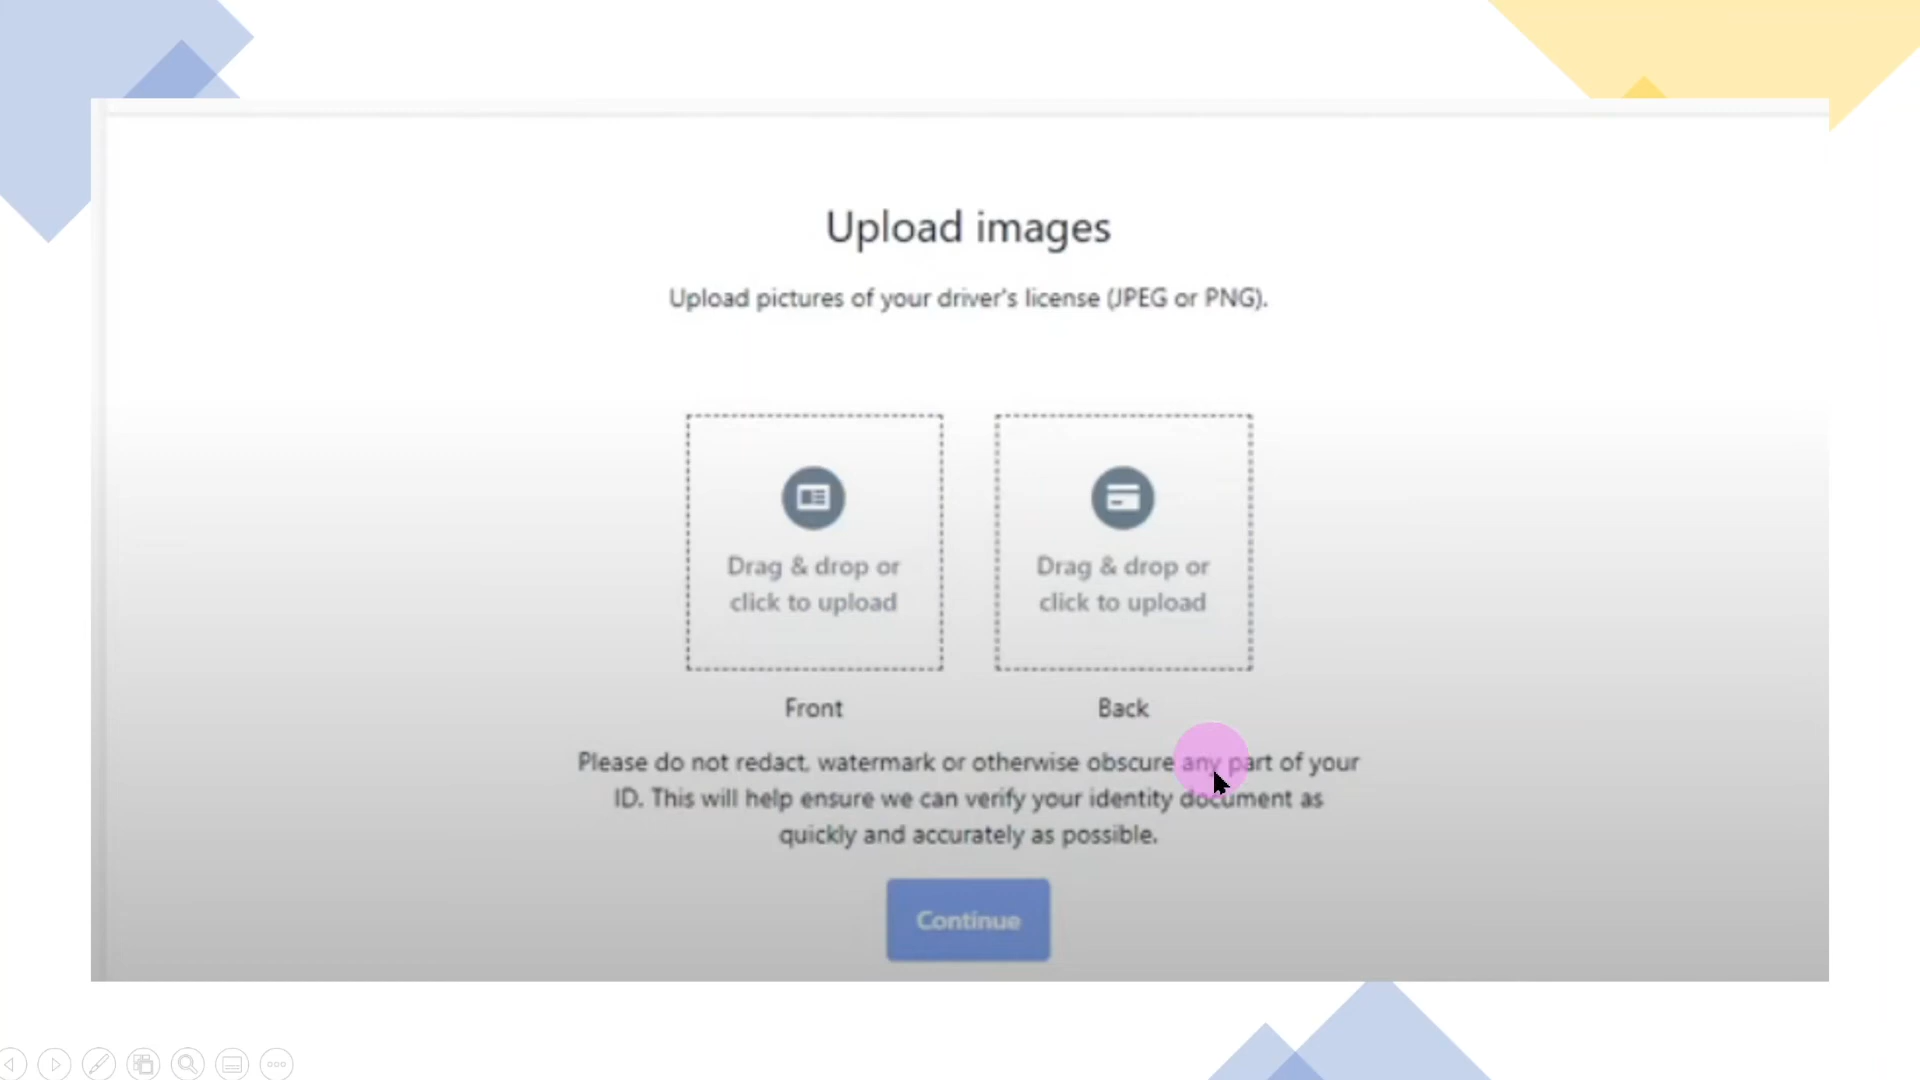 Upload images
Upload pictures of your driver's license (JPEG or PNG).
Drag & drop or
click to upload
Drag & drop or
click to upload
Front
Back
Please do not redact, watermark or otherwise obscure any part of your
ID. This will help ensure we can verify your identity document as
quickly and accurately as possible.
Continue